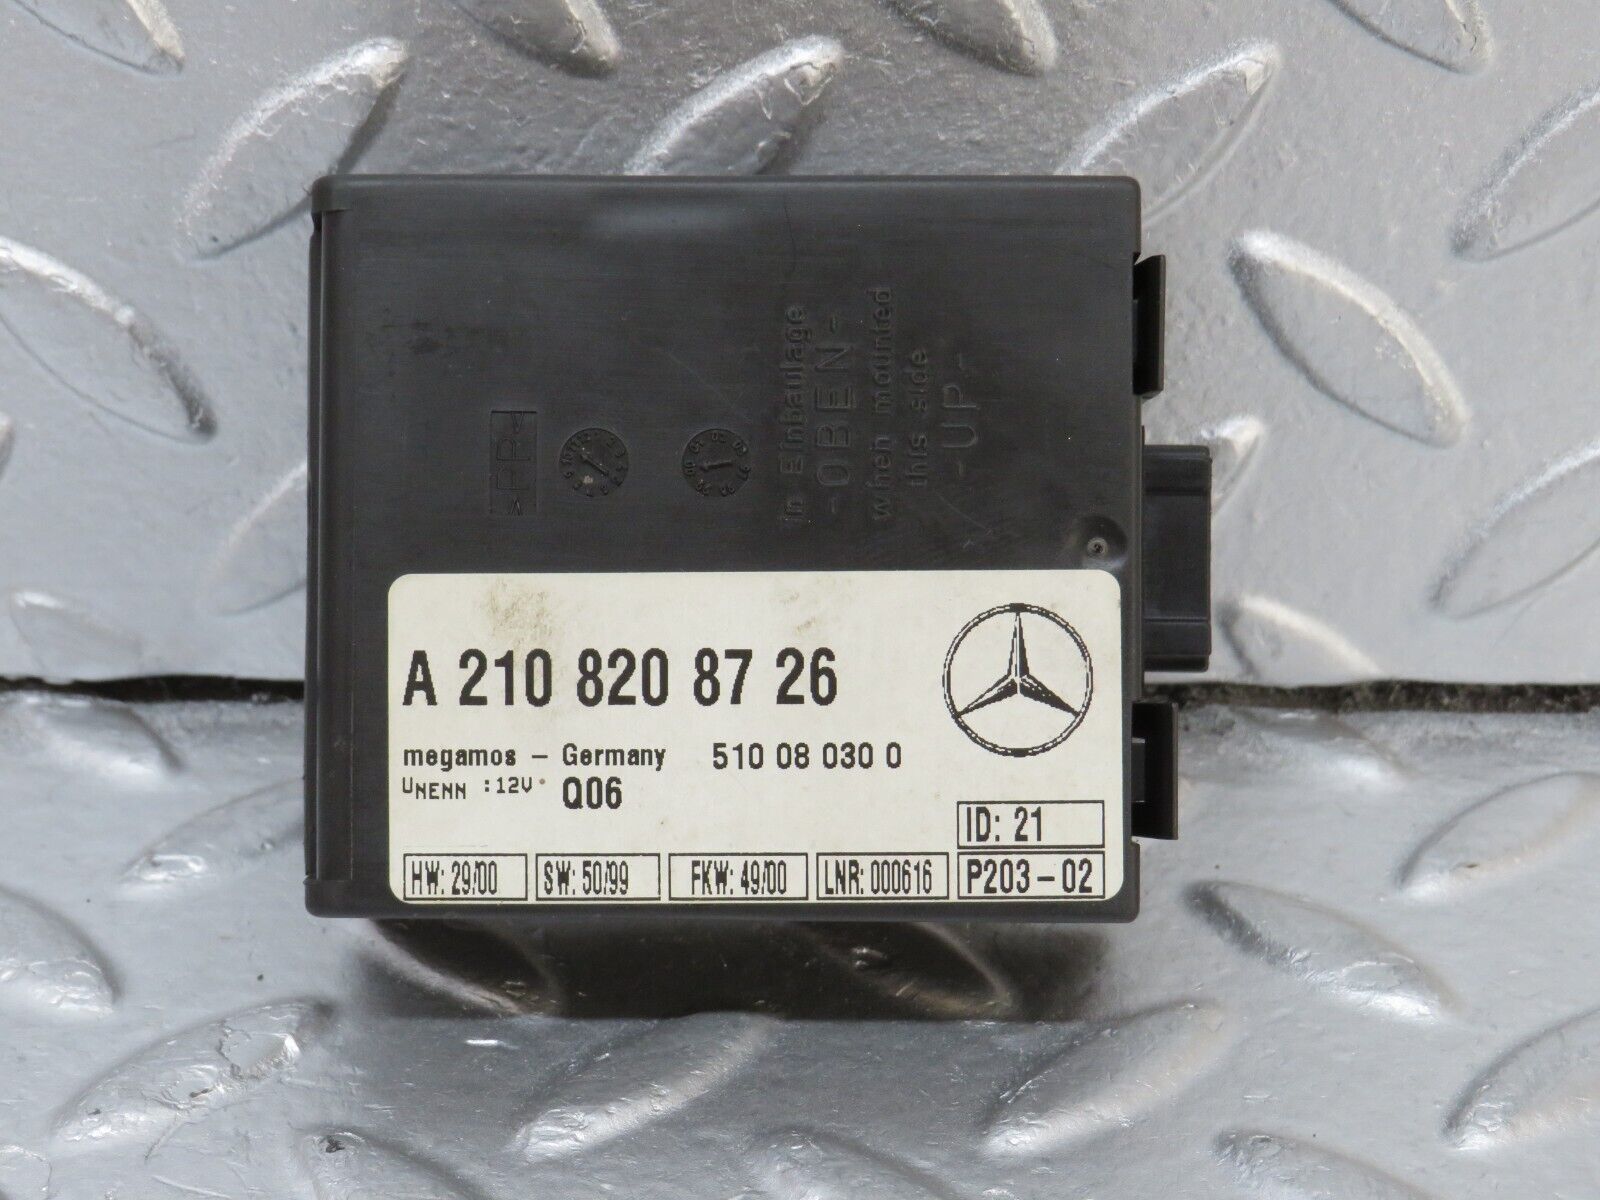 in Einbaulage
-OBEN-
when mounted
this side
-UP-
A 210 820 87 26
megamos - Germany 510 08 030 0
UNENN :12V Q06
ID: 21
HW: 29/00 SW: 50/99 FKW: 49/00 LNR: 000616 P203-02